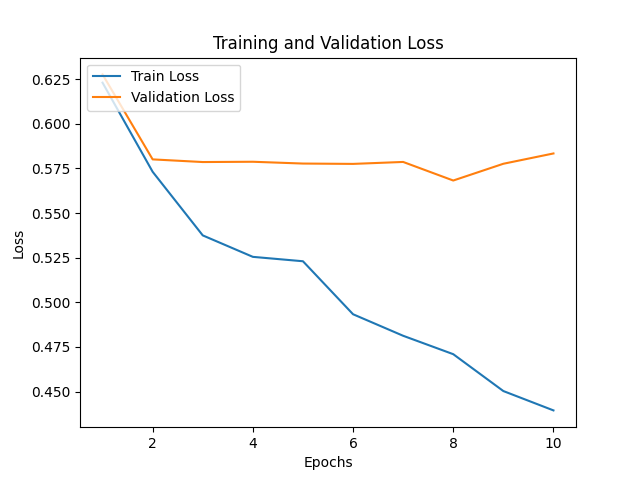 Training and Validation Loss
Train Loss
Validation Loss
0.625
0.600
0.575
0.550
0.525
0.500
0.475
0.450
Loss
2 4 6 8 10
Epochs